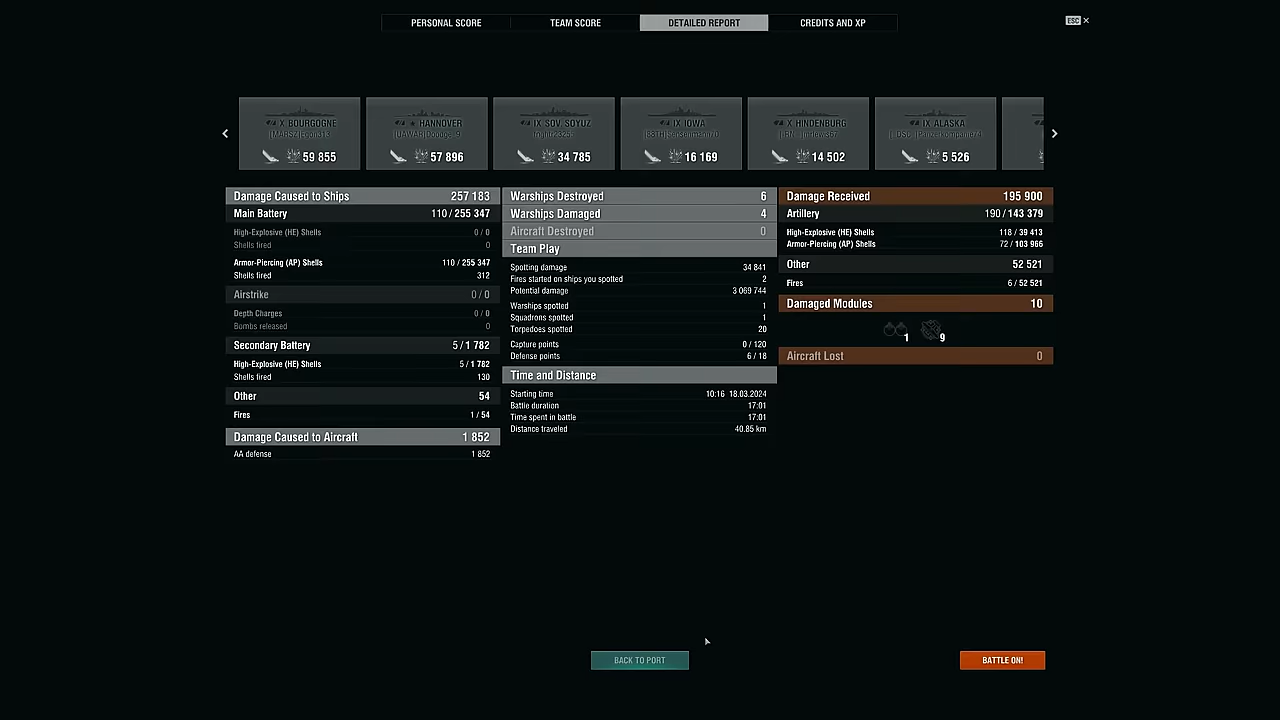 PERSONAL SCORE
TEAM SCORE
DETAILED REPORT
CREDITS AND XP
ESC ×
X BOURGOGNE
59 855
★ HANNOVER
57 896
IX SOV. SOYUZ
34 785
IX IOWA
16 169
X HINDENBURG
14 502
IX ALASKA
5 526
Damage Caused to Ships 257 183
Main Battery 110 / 255 347
High-Explosive (HE) Shells 0 / 0
Shells fired 0
Armor-Piercing (AP) Shells 110 / 255 347
Shells fired 312
Airstrike 0 / 0
Depth Charges 0 / 0
Bombs released 0
Secondary Battery 5 / 1 782
High-Explosive (HE) Shells 5 / 1 782
Shells fired 130
Other 54
Fires 1 / 54
Damage Caused to Aircraft 1 852
AA defense 1 852
Warships Destroyed 6
Warships Damaged 4
Aircraft Destroyed 0
Team Play
Spotting damage 34 841
Fires started on ships you spotted 2
Potential damage 3 069 744
Warships spotted 1
Squadrons spotted 1
Torpedoes spotted 20
Capture points 0 / 120
Defense points 6 / 18
Time and Distance
Starting time 10:16 18.03.2024
Battle duration 17:01
Time spent in battle 17:01
Distance traveled 40.85 km
Damage Received 195 900
Artillery 190 / 143 379
High-Explosive (HE) Shells 118 / 39 413
Armor-Piercing (AP) Shells 72 / 103 966
Other 52 521
Fires 6 / 52 521
Damaged Modules 10
1 9
Aircraft Lost 0
BACK TO PORT
BATTLE ON!